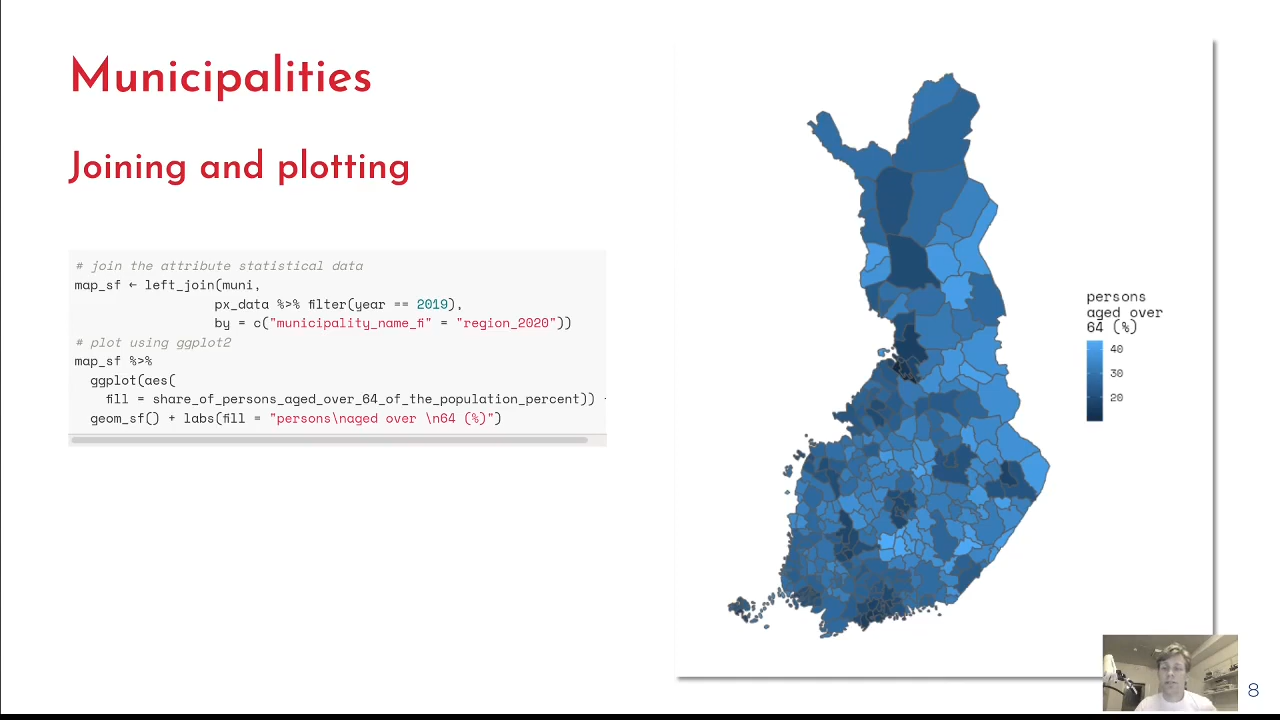 Municipalities
Joining and plotting
# join the attribute statistical data
map_sf ← left_join(muni,
px_data %>% filter(year == 2019),
by = c("municipality_name_fi" = "region_2020"))
# plot using ggplot2
map_sf %>%
ggplot(aes(
fill = share_of_persons_aged_over_64_of_the_population_percent))
geom_sf() + labs(fill = "persons\naged over \n64 (%)")
persons
aged over
64 (%)
40
30
20
8